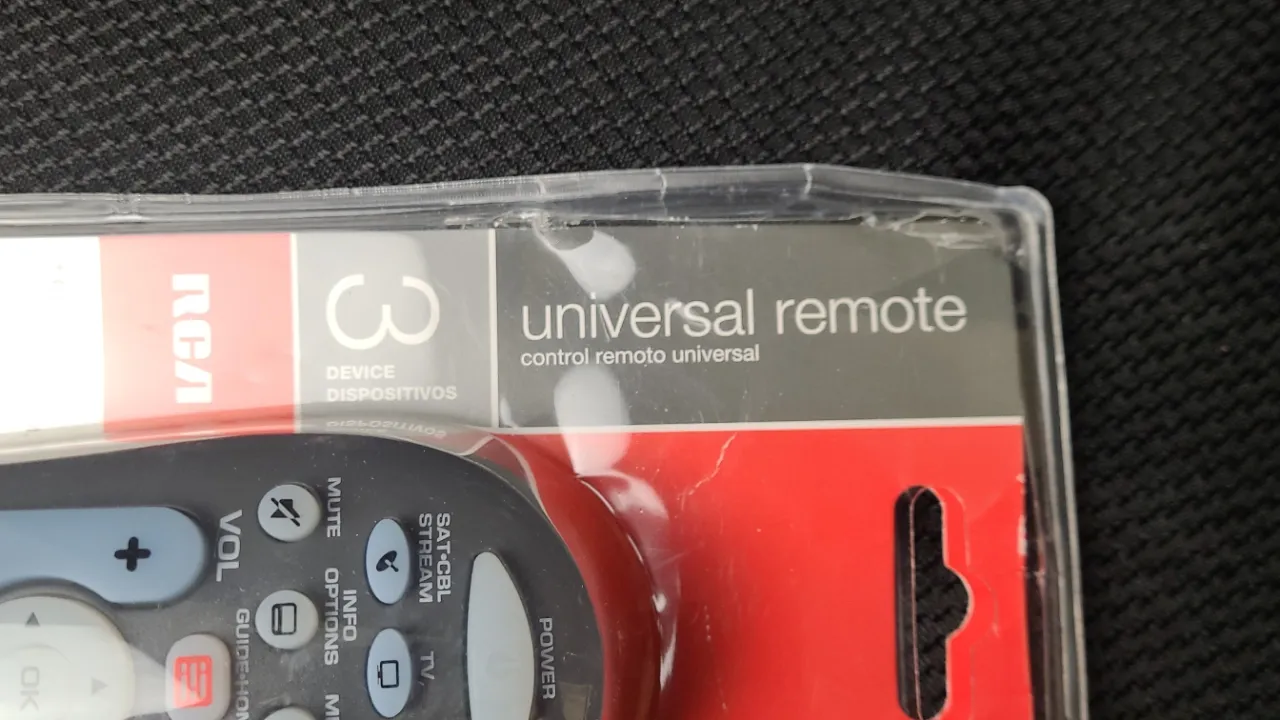 RCA
3
DEVICE
DISPOSITIVOS
universal remote
control remoto universal
MUTE
VOL
SAT•CBL
STREAM
INFO
OPTIONS
TV
POWER
OK